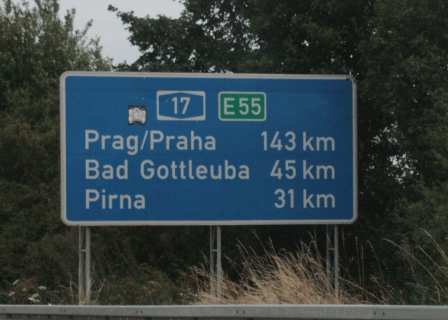 17 E55
Prag/Praha 143 km
Bad Gottleuba 45 km
Pirna 31 km